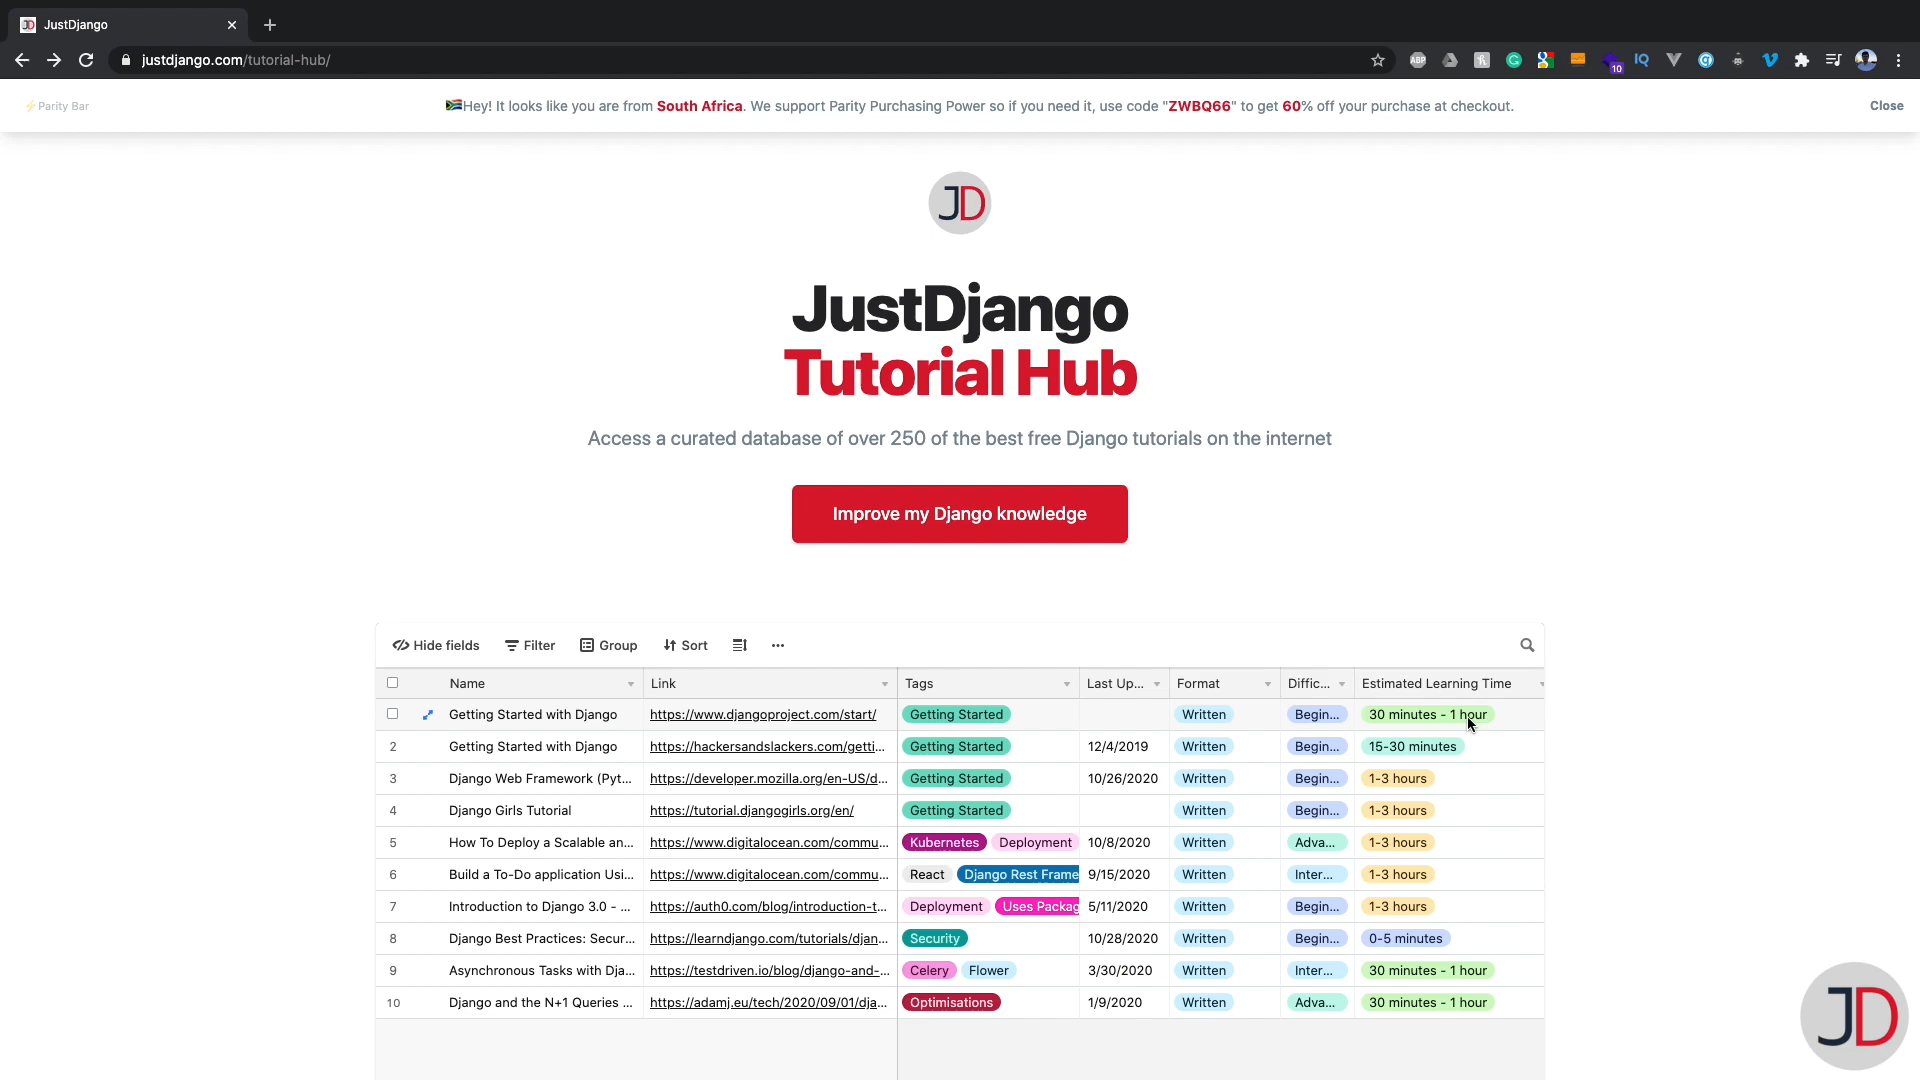 JustDjango
justdjango.com/tutorial-hub/
ABP
10
IQ
⚡Parity Bar
🇿🇦Hey! It looks like you are from South Africa. We support Parity Purchasing Power so if you need it, use code "ZWBQ66" to get 60% off your purchase at checkout.
Close
JD
JustDjango
Tutorial Hub
Access a curated database of over 250 of the best free Django tutorials on the internet
Improve my Django knowledge
Hide fields Filter Group Sort
Name Link Tags Last Up... Format Diffic... Estimated Learning Time
Getting Started with Django https://www.djangoproject.com/start/ Getting Started Written Begin... 30 minutes - 1 hour
2 Getting Started with Django https://hackersandslackers.com/getti... Getting Started 12/4/2019 Written Begin... 15-30 minutes
3 Django Web Framework (Pyt... https://developer.mozilla.org/en-US/d... Getting Started 10/26/2020 Written Begin... 1-3 hours
4 Django Girls Tutorial https://tutorial.djangogirls.org/en/ Getting Started Written Begin... 1-3 hours
5 How To Deploy a Scalable an... https://www.digitalocean.com/commu... Kubernetes Deployment 10/8/2020 Written Adva... 1-3 hours
6 Build a To-Do application Usi... https://www.digitalocean.com/commu... React Django Rest Frame 9/15/2020 Written Inter... 1-3 hours
7 Introduction to Django 3.0 - ... https://auth0.com/blog/introduction-t... Deployment Uses Packag 5/11/2020 Written Begin... 1-3 hours
8 Django Best Practices: Secur... https://learndjango.com/tutorials/djan... Security 10/28/2020 Written Begin... 0-5 minutes
9 Asynchronous Tasks with Dja... https://testdriven.io/blog/django-and-... Celery Flower 3/30/2020 Written Inter... 30 minutes - 1 hour
10 Django and the N+1 Queries ... https://adamj.eu/tech/2020/09/01/dja... Optimisations 1/9/2020 Written Adva... 30 minutes - 1 hour
JD